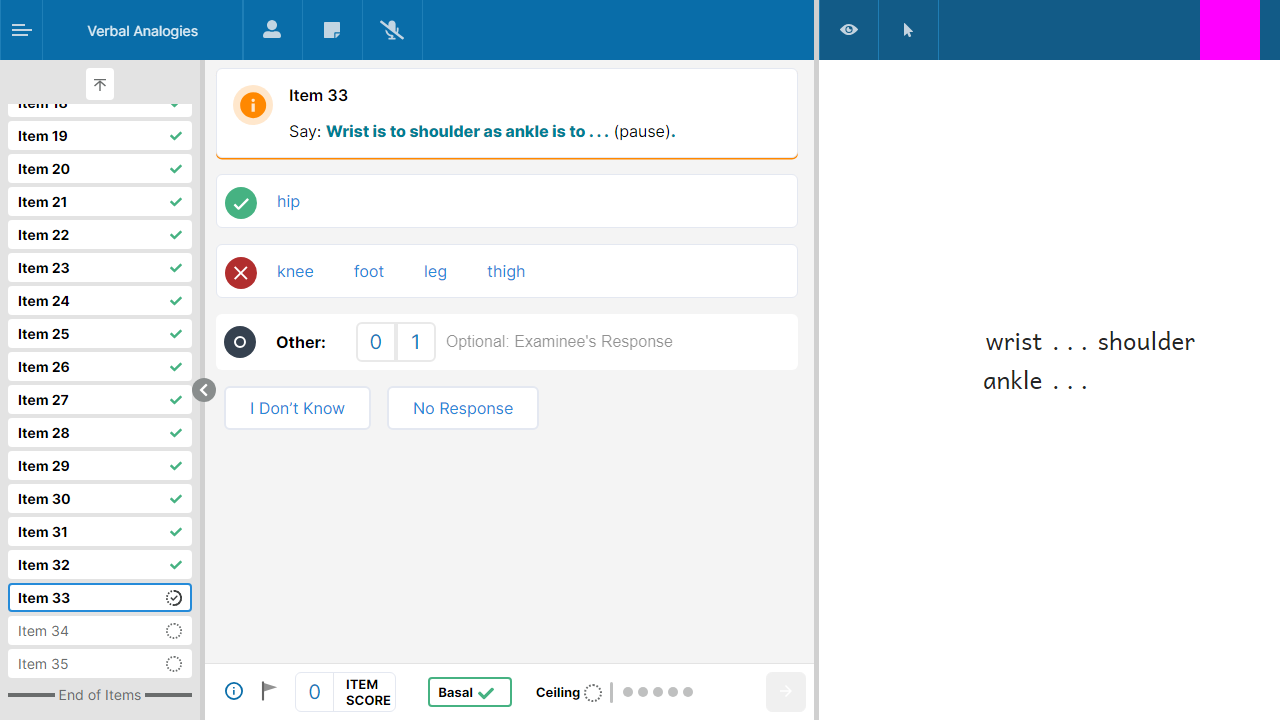 Verbal Analogies
Item 18
Item 19
Item 20
Item 21
Item 22
Item 23
Item 24
Item 25
Item 26
Item 27
Item 28
Item 29
Item 30
Item 31
Item 32
Item 33
Item 34
Item 35
End of Items
Item 33
Say: Wrist is to shoulder as ankle is to . . . (pause).
hip
knee foot leg thigh
Other: 0 1 Optional: Examinee's Response
I Don’t Know No Response
0 ITEM SCORE
Basal
Ceiling
wrist . . . shoulder
ankle . . .